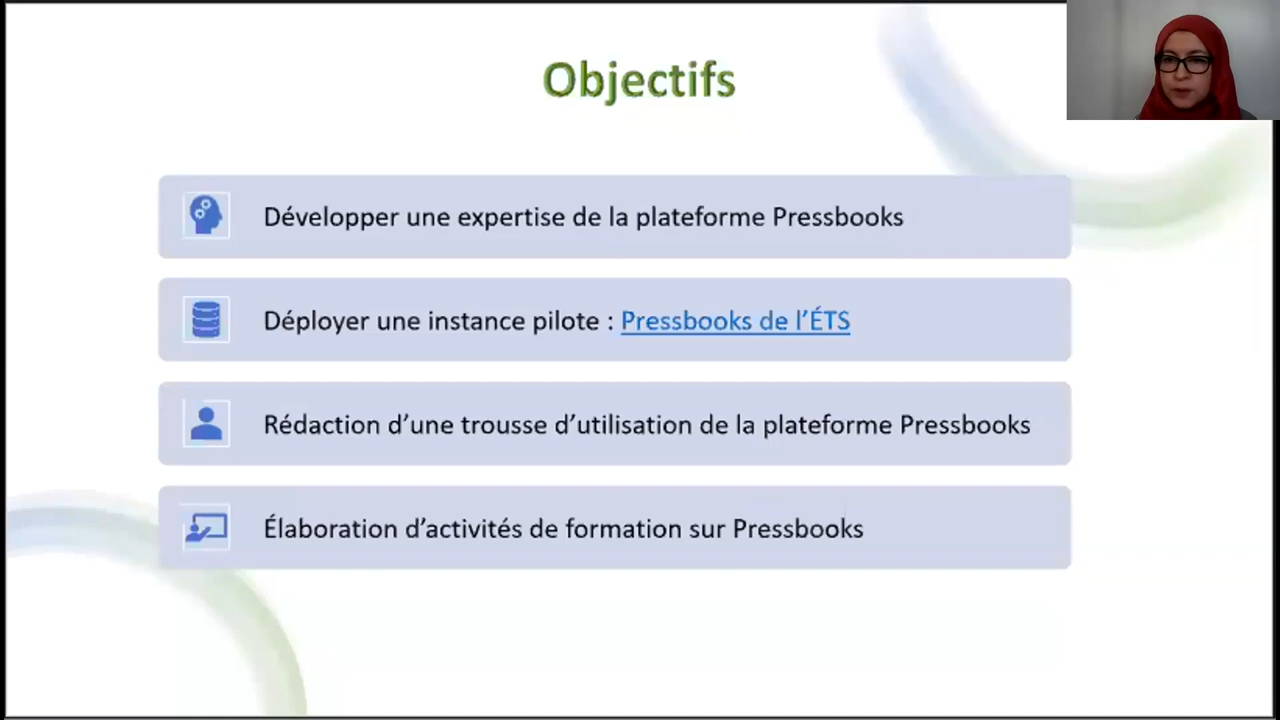 Objectifs
Développer une expertise de la plateforme Pressbooks
Déployer une instance pilote : Pressbooks de l’ÉTS
Rédaction d’une trousse d’utilisation de la plateforme Pressbooks
Élaboration d’activités de formation sur Pressbooks